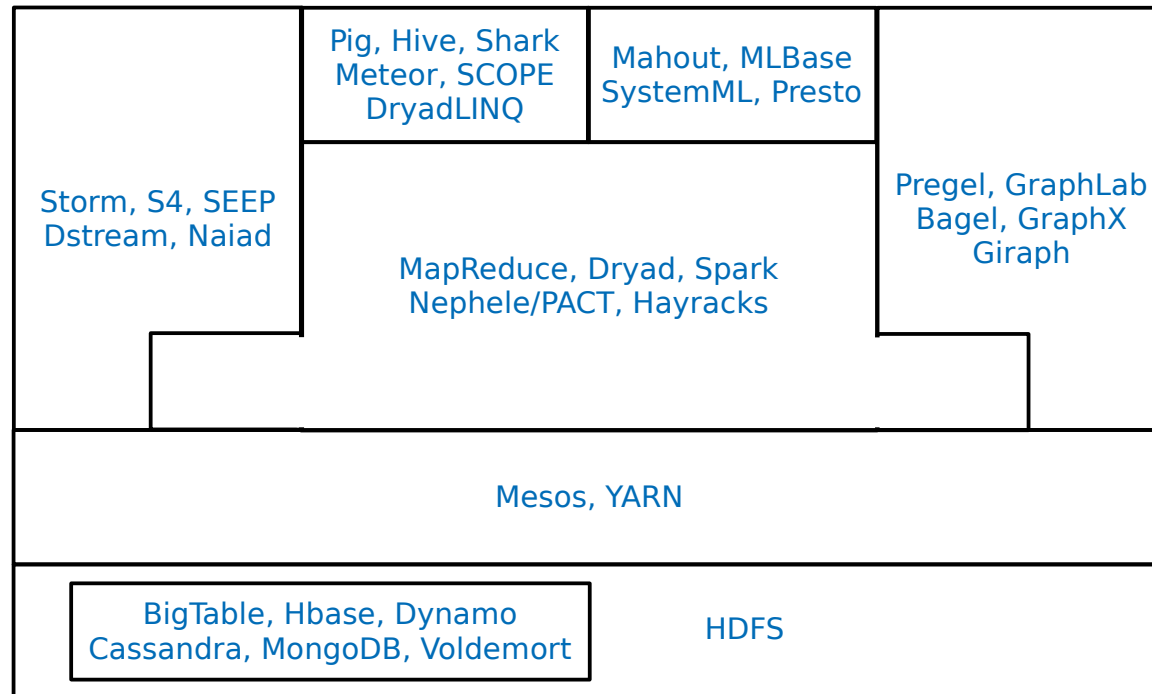 Pig, Hive, Shark
Meteor, SCOPE
DryadLINQ
Mahout, MLBase
SystemML, Presto
Storm, S4, SEEP
Dstream, Naiad
Pregel, GraphLab
Bagel, GraphX
Giraph
MapReduce, Dryad, Spark
Nephele/PACT, Hayracks
Mesos, YARN
BigTable, Hbase, Dynamo
Cassandra, MongoDB, Voldemort
HDFS